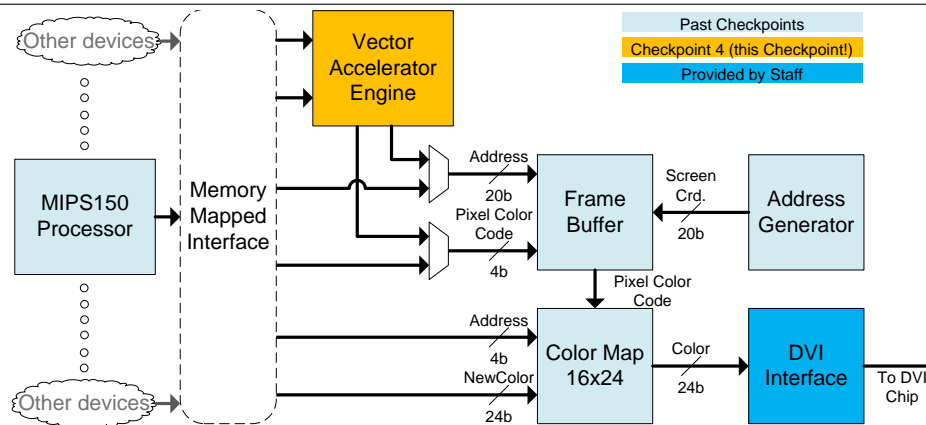 Other devices
Vector
Accelerator
Engine
Past Checkpoints
Checkpoint 4 (this Checkpoint!)
Provided by Staff
MIPS150
Processor
Memory
Mapped
Interface
Address
20b
Pixel Color
Code
4b
Frame
Buffer
Screen
Crd.
20b
Address
Generator
Pixel Color
Code
Address
4b
NewColor
24b
Color Map
16x24
Color
24b
DVI
Interface
To DVI
Chip
Other devices